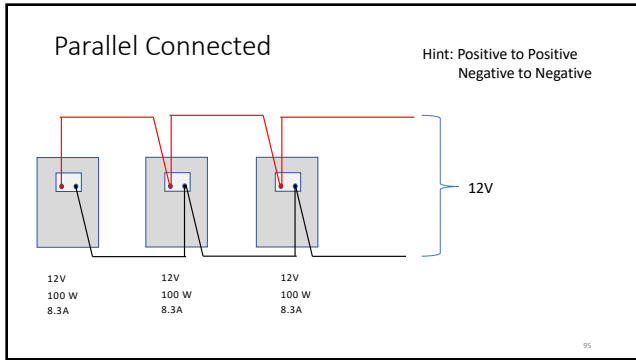 Parallel Connected
Hint: Positive to Positive
Negative to Negative
12V
12V
100 W
8.3A
12V
100 W
8.3A
12V
100 W
8.3A
95